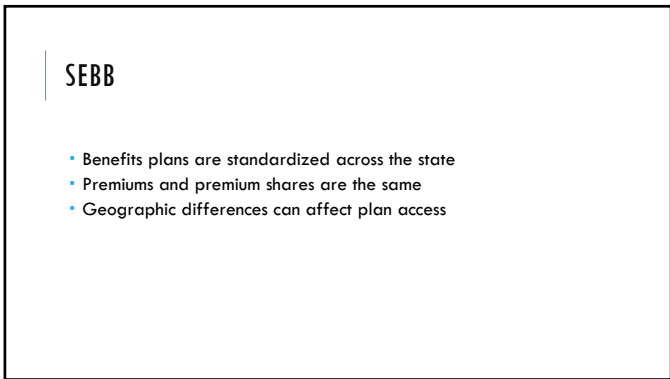 SEBB
▪ Benefits plans are standardized across the state
▪ Premiums and premium shares are the same
▪ Geographic differences can affect plan access